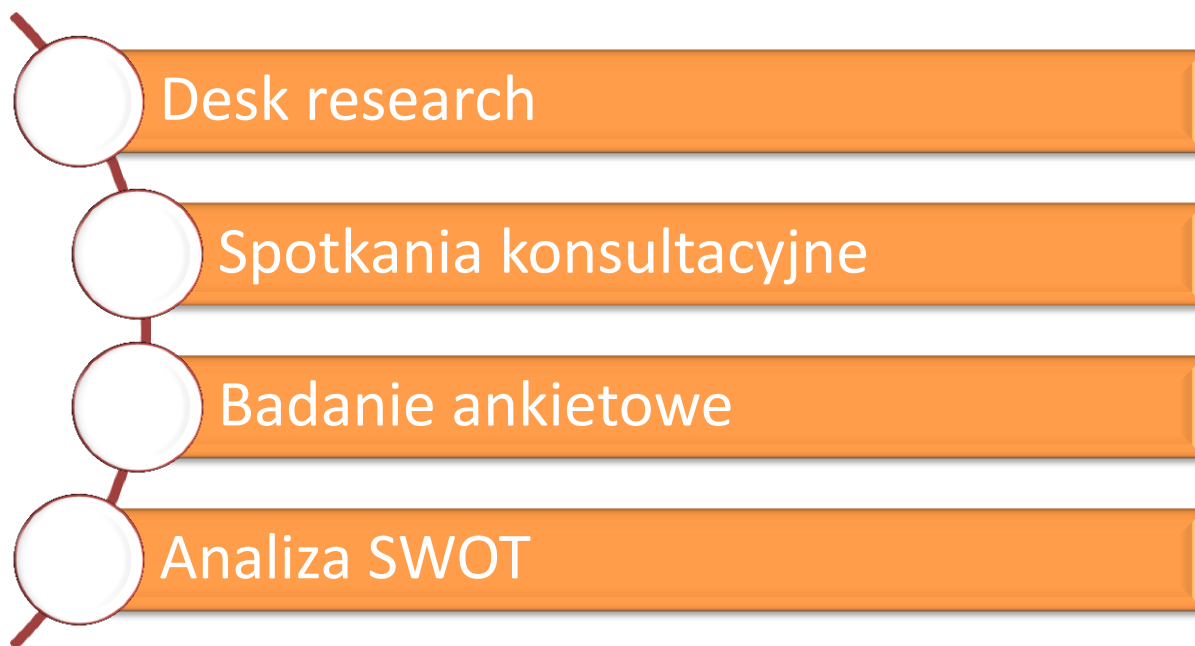 Desk research
Spotkania konsultacyjne
Badanie ankietowe
Analiza SWOT